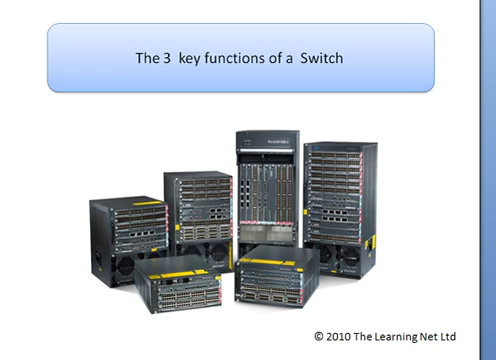 The 3 key functions of a Switch
© 2010 The Learning Net Ltd